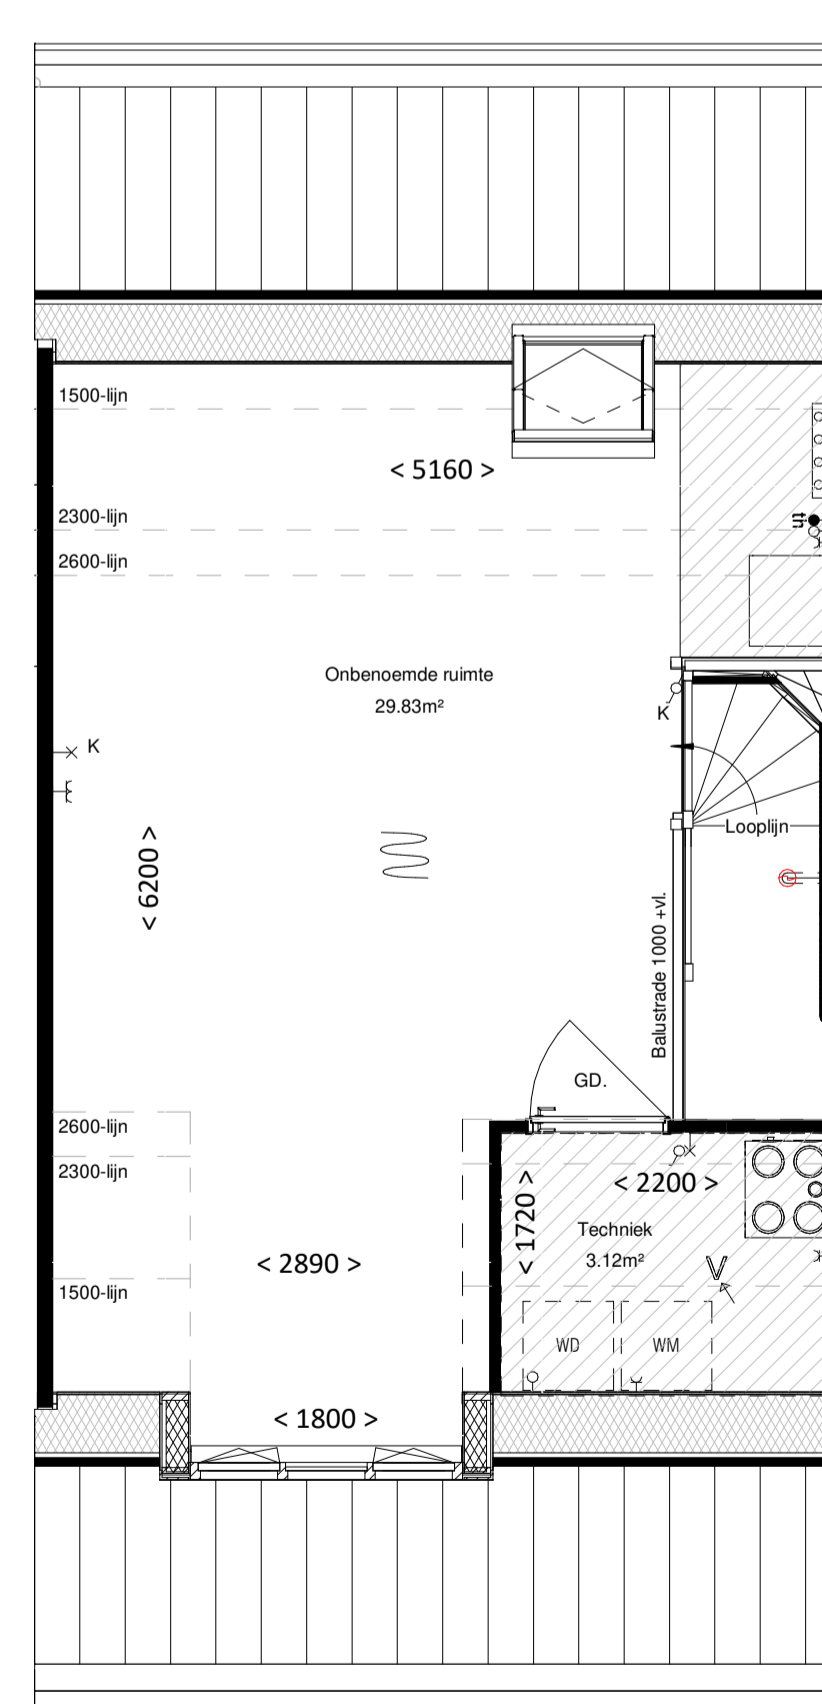 1500-lijn
< 5160 >
2300-lijn
th
2600-lijn
Onbenoemde ruimte
29.83m²
K
K
Looplijn
< 6200 >
Balustrade 1000 +vl.
GD.
2600-lijn
2300-lijn
< 2200 >
< 1720 >
Techniek
3.12m²
< 2890 >
V
1500-lijn
WD
WM
< 1800 >